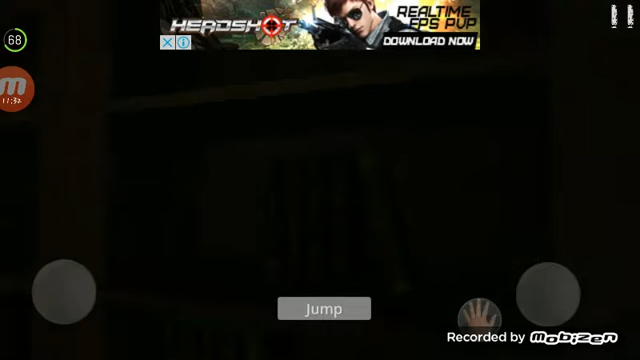 HEADSHOT
REALTIME
FPS PVP
DOWNLOAD NOW
68
Jump
Recorded by mobizen